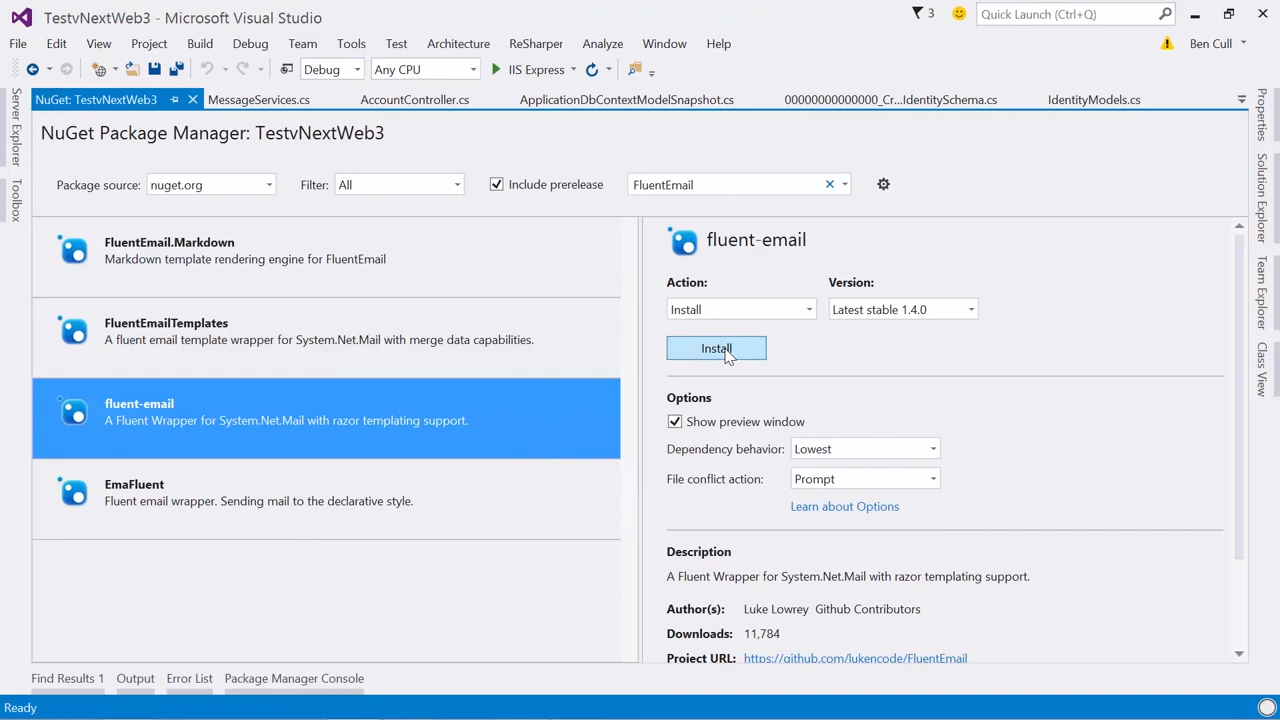 TestvNextWeb3 - Microsoft Visual Studio
3
Quick Launch (Ctrl+Q)
File Edit View Project Build Debug Team Tools Test Architecture ReSharper Analyze Window Help
Ben Cull
Debug Any CPU IIS Express
NuGet: TestvNextWeb3 MessageServices.cs AccountController.cs ApplicationDbContextModelSnapshot.cs 00000000000000_Cr...IdentitySchema.cs IdentityModels.cs
Server Explorer
Toolbox
NuGet Package Manager: TestvNextWeb3
Package source: nuget.org Filter: All Include prerelease FluentEmail
FluentEmail.Markdown
Markdown template rendering engine for FluentEmail
FluentEmailTemplates
A fluent email template wrapper for System.Net.Mail with merge data capabilities.
fluent-email
A Fluent Wrapper for System.Net.Mail with razor templating support.
EmaFluent
Fluent email wrapper. Sending mail to the declarative style.
fluent-email
Action: Version:
Install Latest stable 1.4.0
Install
Options
Show preview window
Dependency behavior: Lowest
File conflict action: Prompt
Learn about Options
Description
A Fluent Wrapper for System.Net.Mail with razor templating support.
Author(s): Luke Lowrey Github Contributors
Downloads: 11,784
Project URL: https://github.com/lukencode/FluentEmail
Properties
Solution Explorer
Team Explorer
Class View
Find Results 1 Output Error List Package Manager Console
Ready